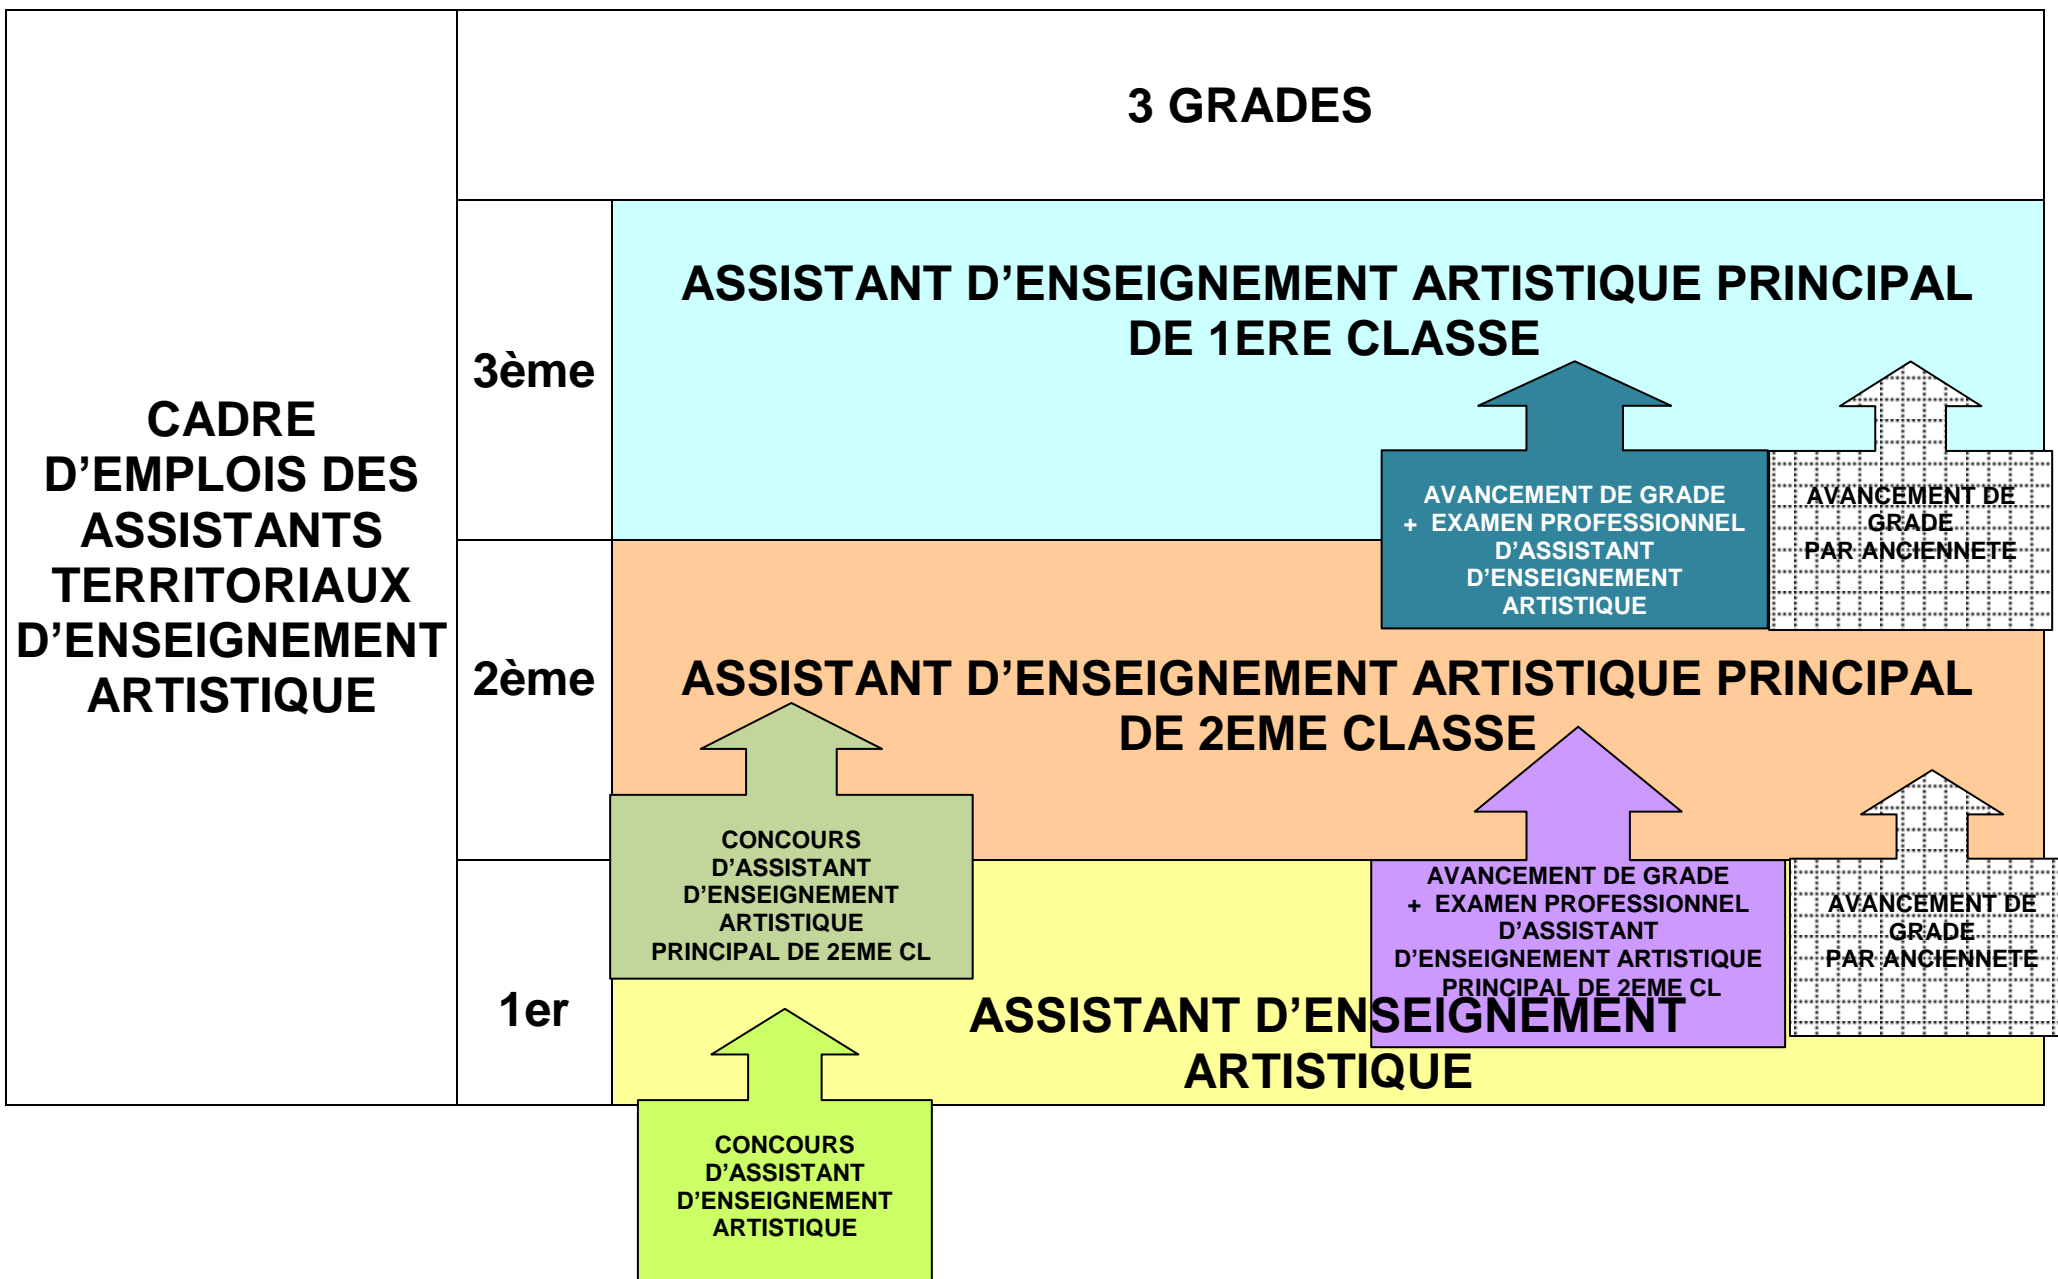 CADRE
D’EMPLOIS DES
ASSISTANTS
TERRITORIAUX
D’ENSEIGNEMENT
ARTISTIQUE
3 GRADES
3ème
ASSISTANT D’ENSEIGNEMENT ARTISTIQUE PRINCIPAL
DE 1ERE CLASSE
AVANCEMENT DE GRADE
+ EXAMEN PROFESSIONNEL
D’ASSISTANT
D’ENSEIGNEMENT
ARTISTIQUE
AVANCEMENT DE
GRADE
PAR ANCIENNETE
2ème
ASSISTANT D’ENSEIGNEMENT ARTISTIQUE PRINCIPAL
DE 2EME CLASSE
CONCOURS
D’ASSISTANT
D’ENSEIGNEMENT
ARTISTIQUE
PRINCIPAL DE 2EME CL
AVANCEMENT DE GRADE
+ EXAMEN PROFESSIONNEL
D’ASSISTANT
D’ENSEIGNEMENT ARTISTIQUE
PRINCIPAL DE 2EME CL
AVANCEMENT DE
GRADE
PAR ANCIENNETE
1er
ASSISTANT D’ENSEIGNEMENT
ARTISTIQUE
CONCOURS
D’ASSISTANT
D’ENSEIGNEMENT
ARTISTIQUE